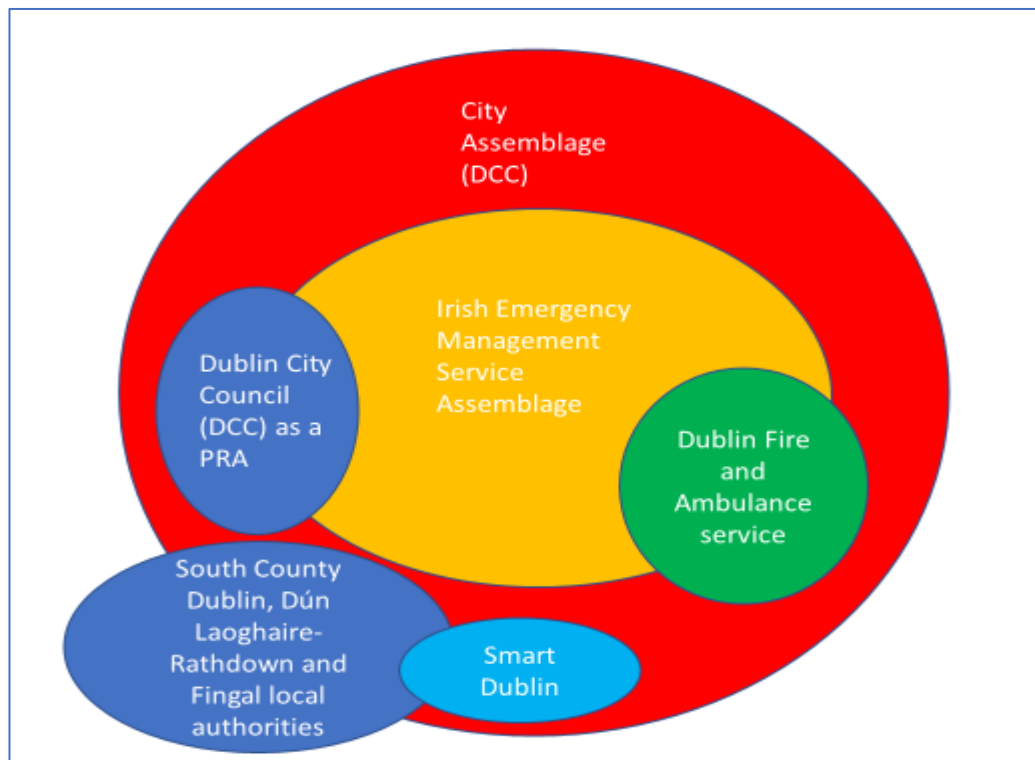 City
Assemblage
(DCC)
Irish Emergency
Management
Service
Assemblage
Dublin City
Council
(DCC) as a
PRA
Dublin Fire
and
Ambulance
service
South County
Dublin, Dún
Laoghaire-
Rathdown and
Fingal local
authorities
Smart
Dublin